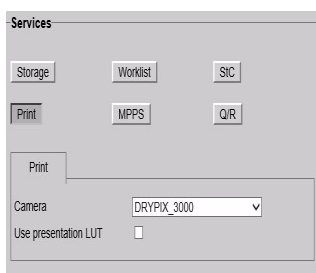 Services
Storage Worklist StC
Print MPPS Q/R
Print
Camera DRYPIX_3000
Use presentation LUT